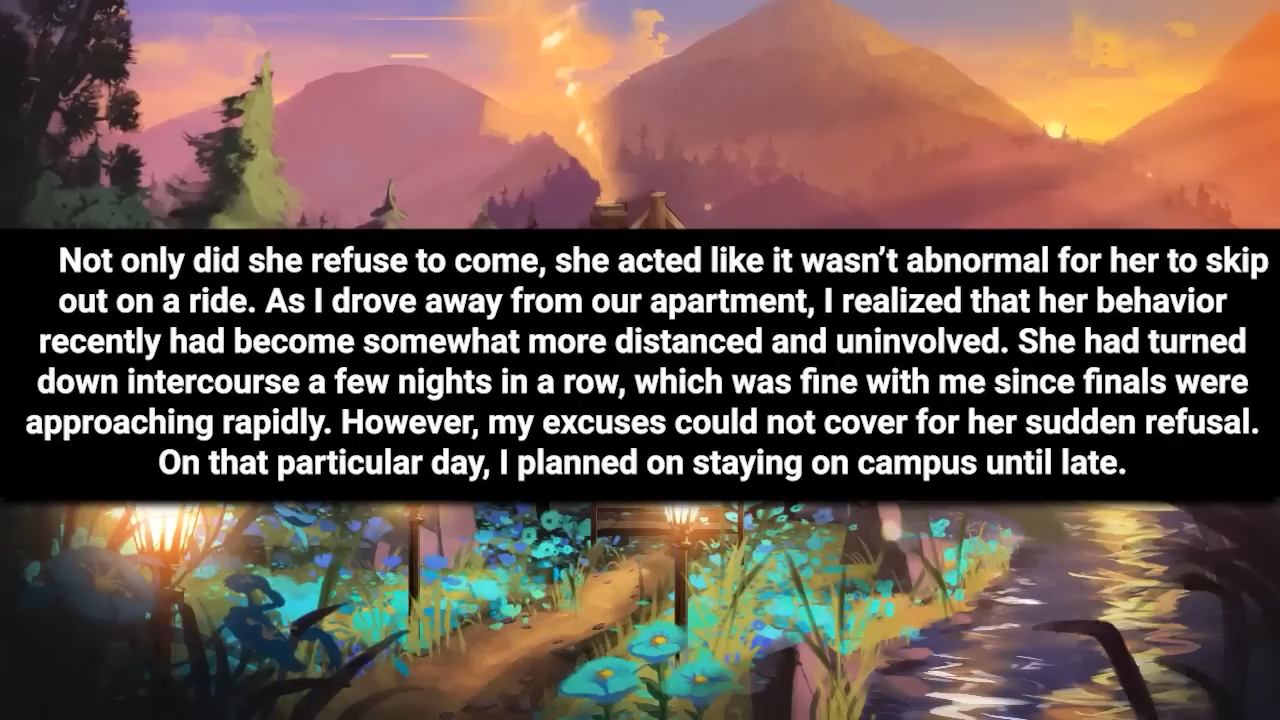 Not only did she refuse to come, she acted like it wasn’t abnormal for her to skip
out on a ride. As I drove away from our apartment, I realized that her behavior
recently had become somewhat more distanced and uninvolved. She had turned
down intercourse a few nights in a row, which was fine with me since finals were
approaching rapidly. However, my excuses could not cover for her sudden refusal.
On that particular day, I planned on staying on campus until late.